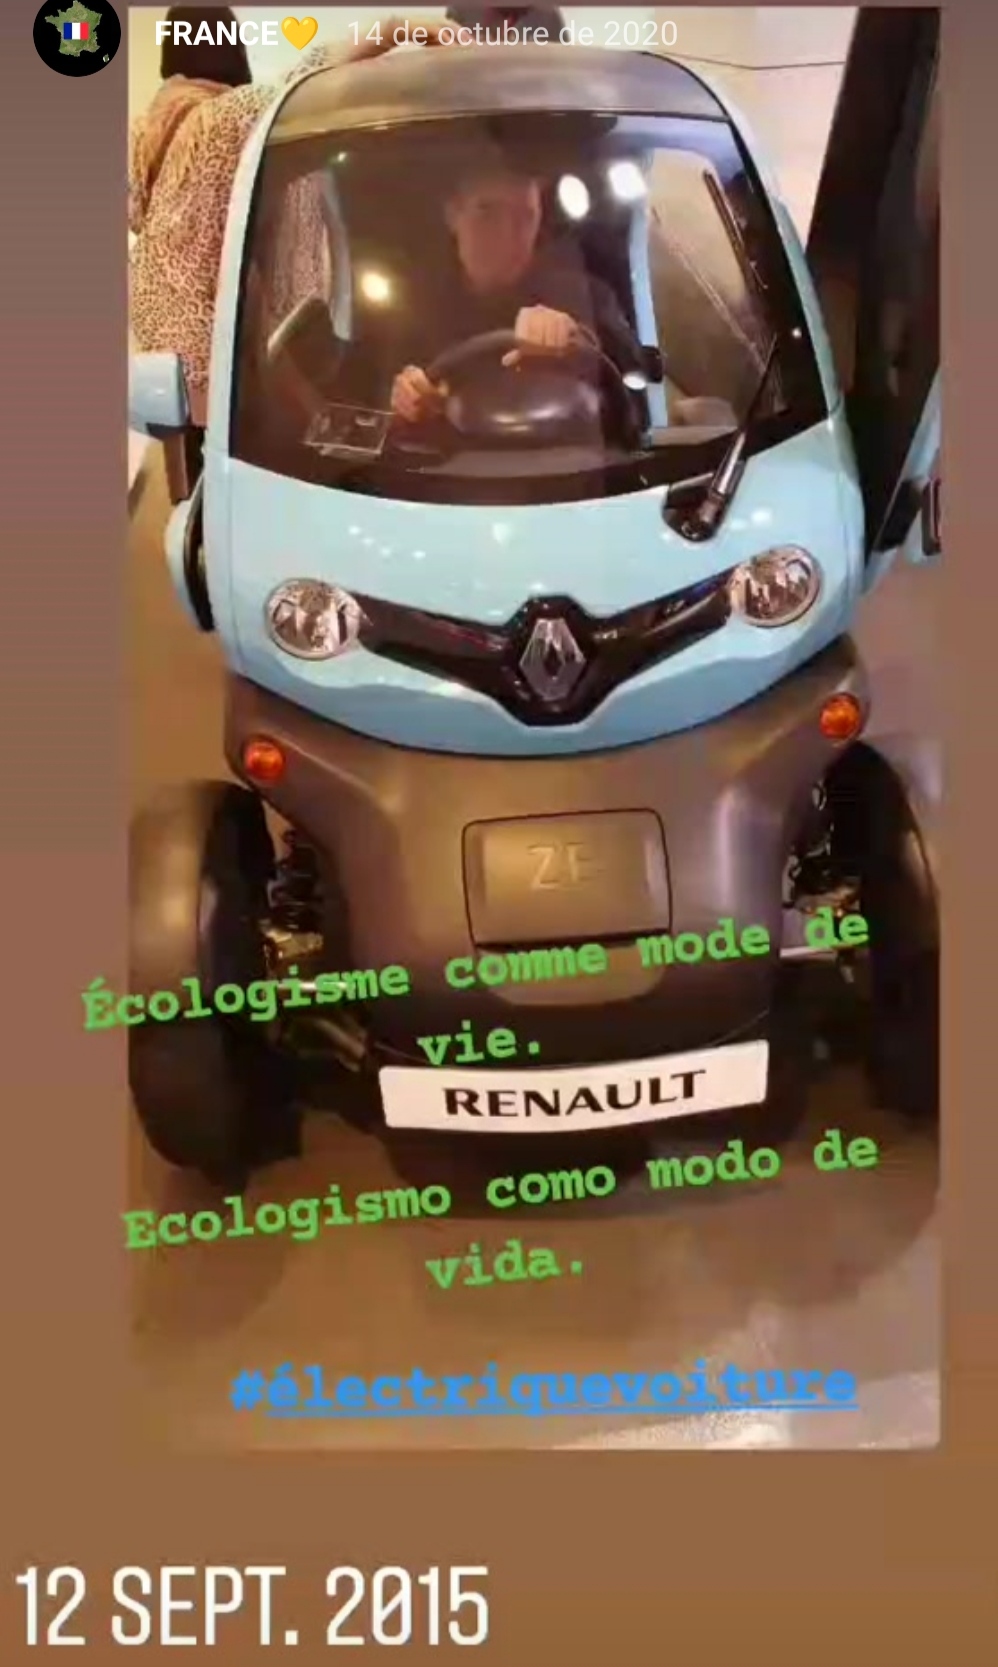 FRANCE💛 14 de octubre de 2020
ZE
Écologisme comme mode de
vie.
RENAULT
Ecologismo como modo de
vida.
#électriquevoiture
12 SEPT. 2015